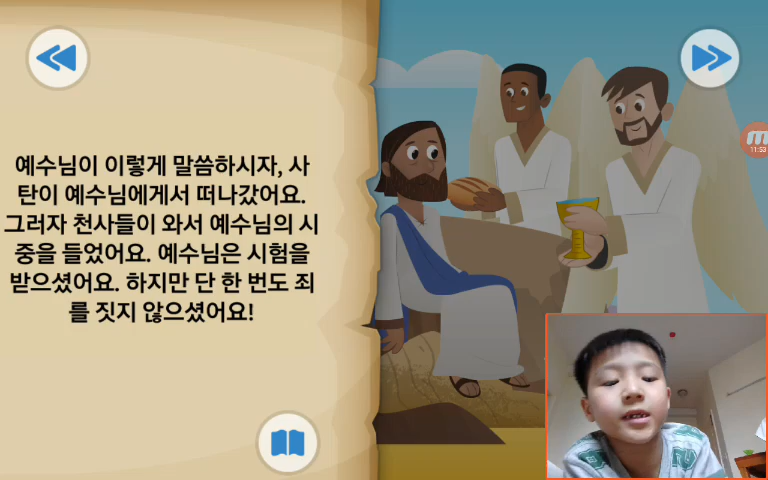 예수님이 이렇게 말씀하시자, 사
탄이 예수님에게서 떠나갔어요.
그러자 천사들이 와서 예수님의 시
중을 들었어요. 예수님은 시험을
받으셨어요. 하지만 단 한 번도 죄
를 짓지 않으셨어요!
11:53